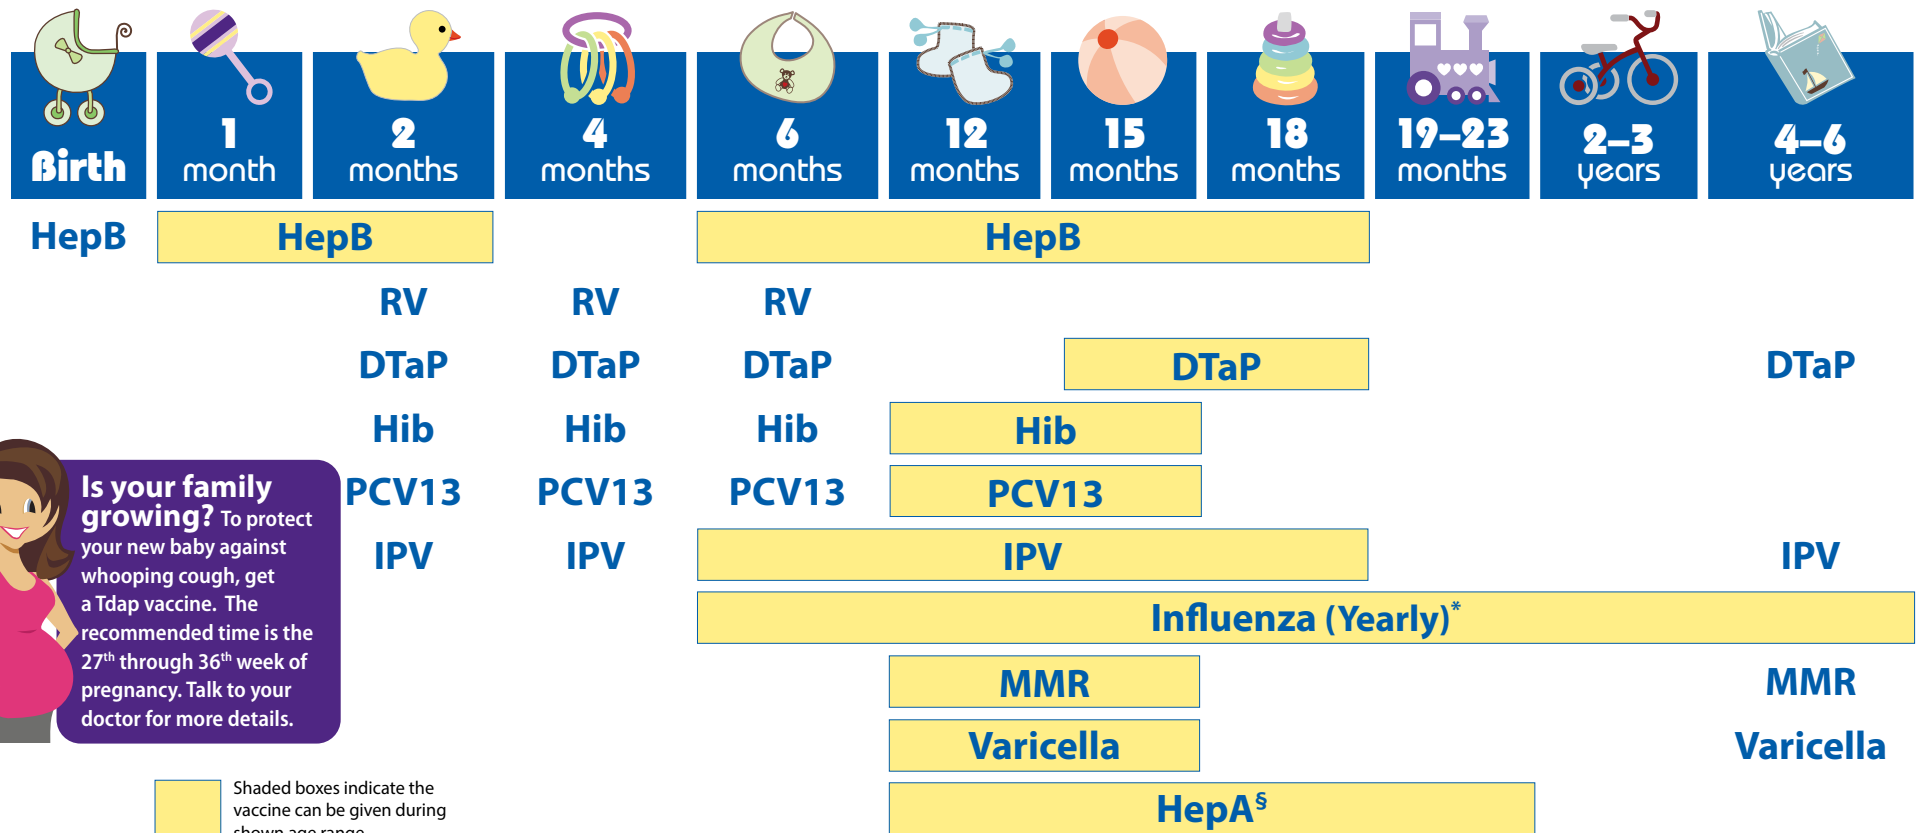 Birth
1
month
2
months
4
months
6
months
12
months
15
months
18
months
19–23
months
2–3
years
4–6
years
HepB HepB HepB
RV RV RV
DTaP DTaP DTaP DTaP DTaP
Hib Hib Hib Hib
PCV13 PCV13 PCV13 PCV13
IPV IPV IPV IPV
Influenza (Yearly)*
MMR MMR
Varicella Varicella
HepA§
Is your family
growing? To protect
your new baby against
whooping cough, get
a Tdap vaccine. The
recommended time is the
27th through 36th week of
pregnancy. Talk to your
doctor for more details.
Shaded boxes indicate the
vaccine can be given during
shown age range.